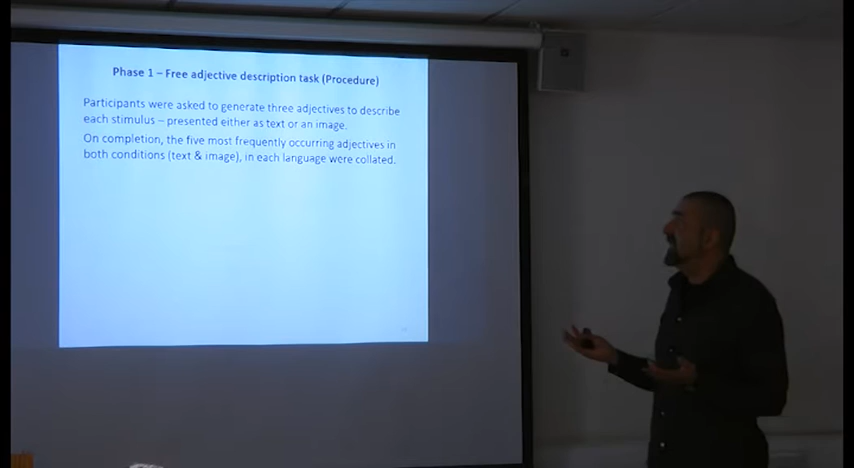 Phase 1 – Free adjective description task (Procedure)
Participants were asked to generate three adjectives to describe
each stimulus – presented either as text or an image.
On completion, the five most frequently occurring adjectives in
both conditions (text & image), in each language were collated.